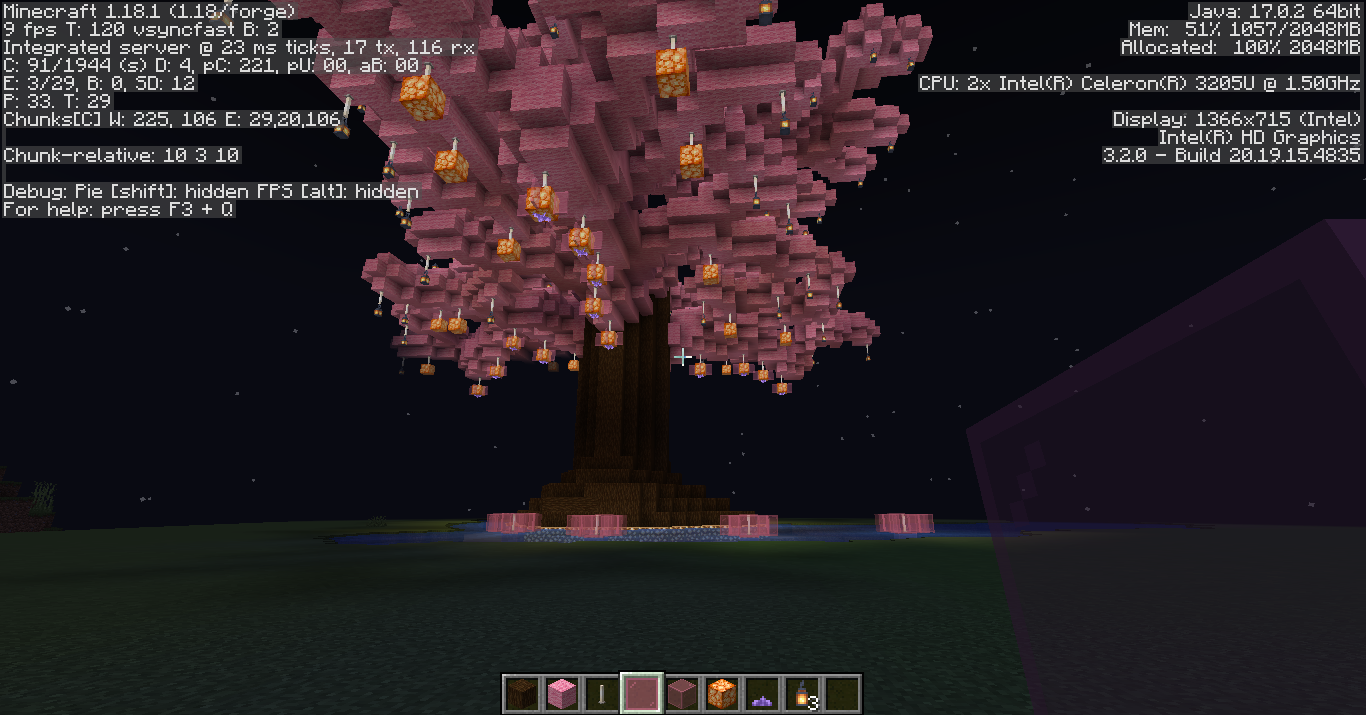 Minecraft 1.18.1 (1.18/forge)
9 fps T: 120 vsyncfast B: 2
Integrated server @ 23 ms ticks, 17 tx, 116 rx
C: 91/1944 (s) D: 4, pC: 221, pU: 00, aB: 00
E: 3/29, B: 0, SD: 12
P: 33. T: 29
Chunks[C] W: 225, 106 E: 29,20,106
Chunk-relative: 10 3 10
Debug: Pie [shift]: hidden FPS [alt]: hidden
For help: press F3 + Q
Java: 17.0.2 64bit
Mem: 51% 1057/2048MB
Allocated: 100% 2048MB
CPU: 2x Intel(R) Celeron(R) 3205U @ 1.50GHz
Display: 1366x715 (Intel)
Intel(R) HD Graphics
3.2.0 - Build 20.19.15.4835
3